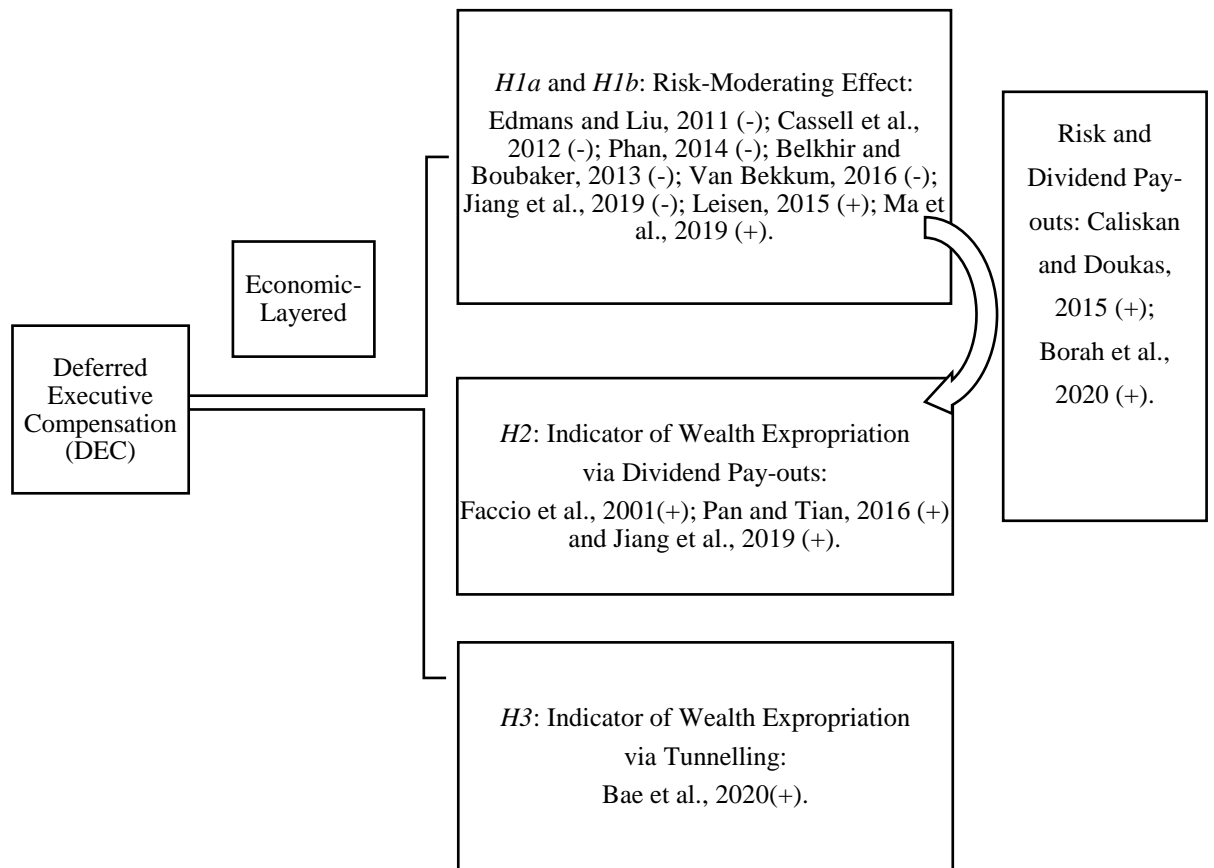 Deferred
Executive
Compensation
(DEC)
Economic-
Layered
H1a and H1b: Risk-Moderating Effect:
Edmans and Liu, 2011 (-); Cassell et al.,
2012 (-); Phan, 2014 (-); Belkhir and
Boubaker, 2013 (-); Van Bekkum, 2016 (-);
Jiang et al., 2019 (-); Leisen, 2015 (+); Ma et
al., 2019 (+).
H2: Indicator of Wealth Expropriation
via Dividend Pay-outs:
Faccio et al., 2001(+); Pan and Tian, 2016 (+)
and Jiang et al., 2019 (+).
H3: Indicator of Wealth Expropriation
via Tunnelling:
Bae et al., 2020(+).
Risk and
Dividend Pay-
outs: Caliskan
and Doukas,
2015 (+);
Borah et al.,
2020 (+).